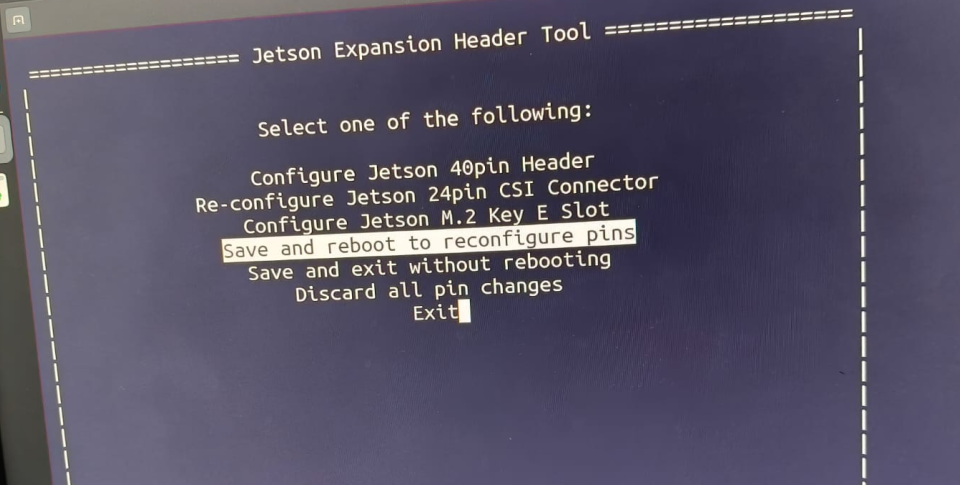 =================== Jetson Expansion Header Tool ===================
Select one of the following:
Configure Jetson 40pin Header
Re-configure Jetson 24pin CSI Connector
Configure Jetson M.2 Key E Slot
Save and reboot to reconfigure pins
Save and exit without rebooting
Discard all pin changes
Exit